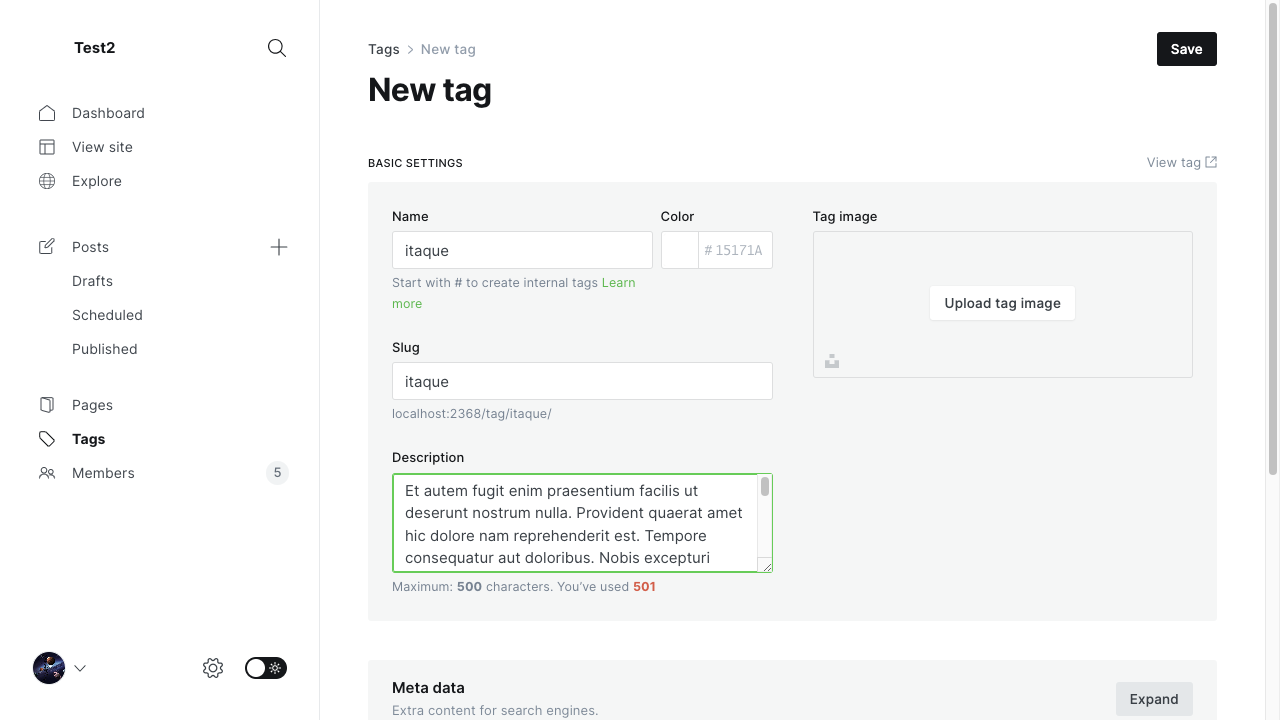 Test2
Dashboard
View site
Explore
Posts
Drafts
Scheduled
Published
Pages
Tags
Members
5
Tags
New tag
Save
New tag
BASIC SETTINGS
View tag
Name
itaque
Start with # to create internal tags Learn
more
Color
# 15171A
Slug
itaque
localhost:2368/tag/itaque/
Description
Et autem fugit enim praesentium facilis ut
deserunt nostrum nulla. Provident quaerat amet
hic dolore nam reprehenderit est. Tempore
consequatur aut doloribus. Nobis excepturi
Maximum: 500 characters. You’ve used 501
Tag image
Upload tag image
Meta data
Extra content for search engines.
Expand